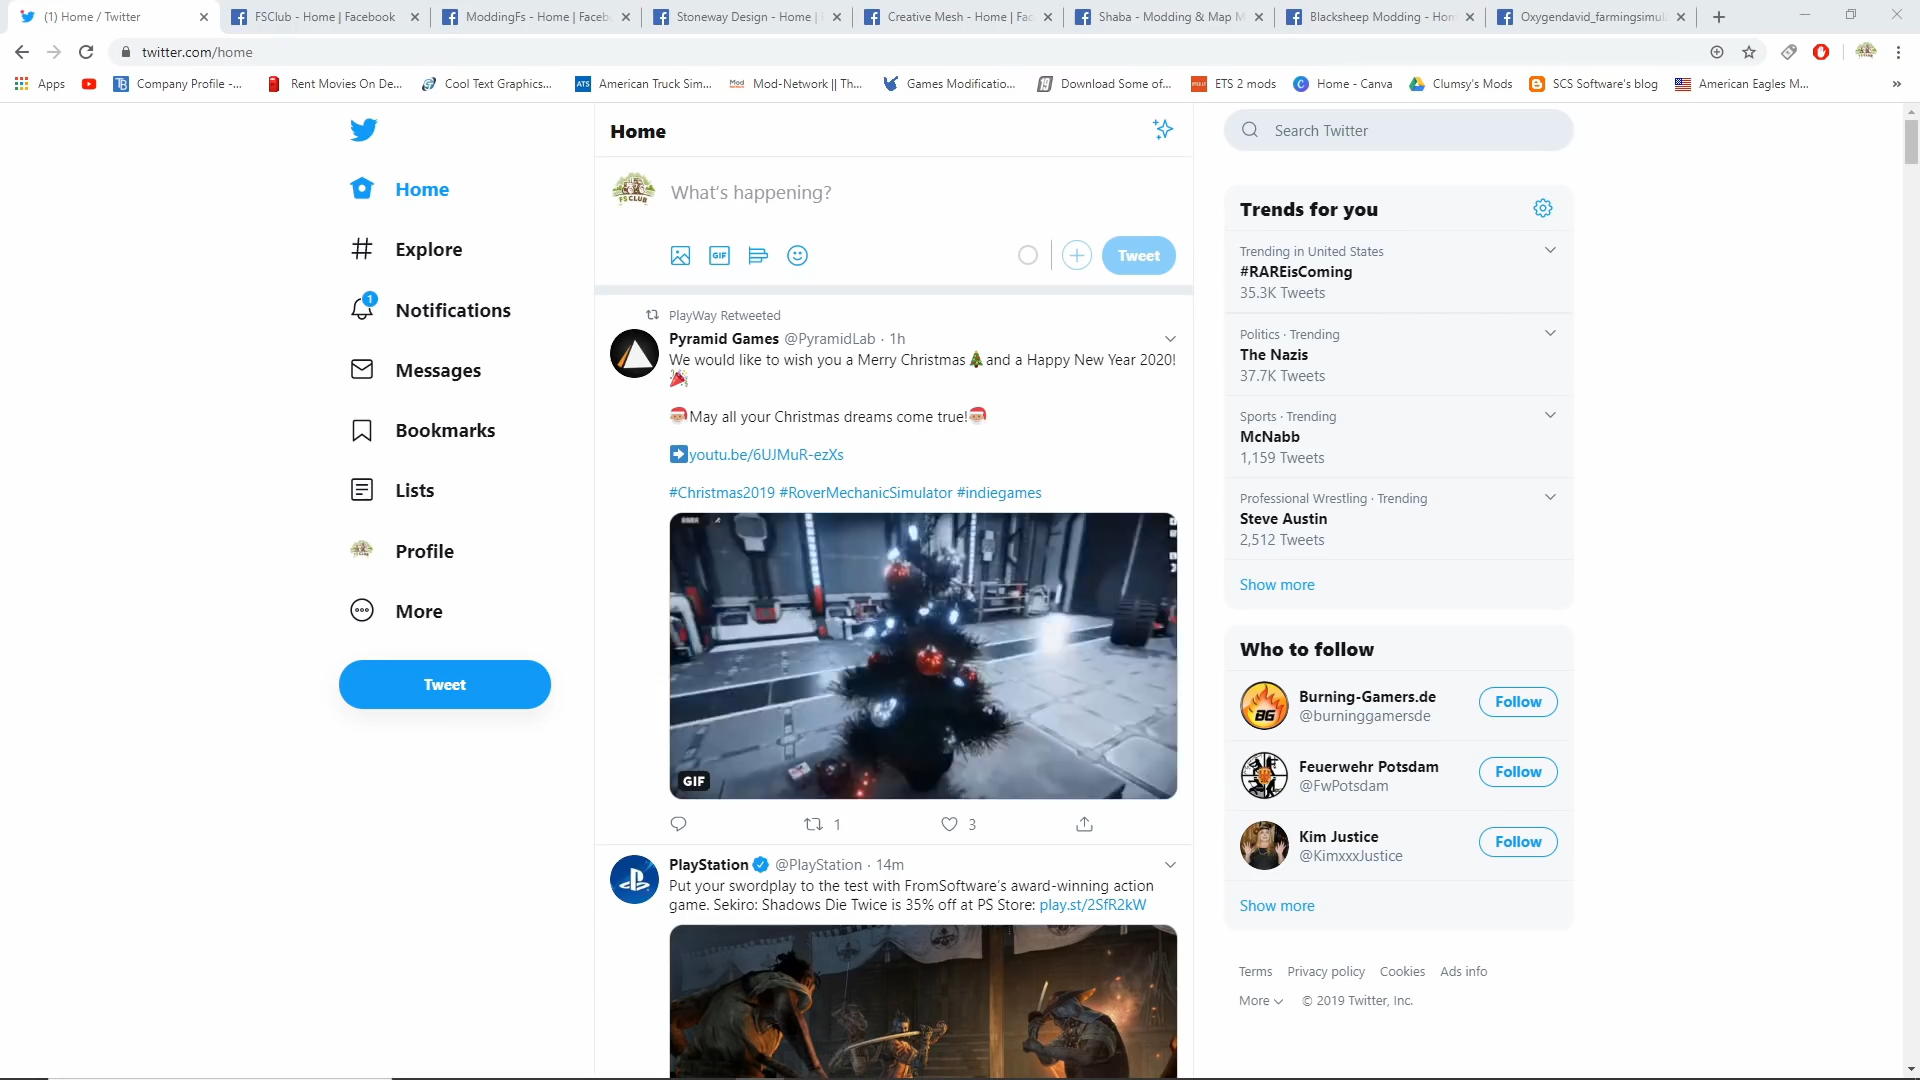 (1) Home / Twitter
FSClub - Home | Facebook
ModdingFs - Home | Faceb
Stoneway Design - Home |
Creative Mesh - Home | Fac
Shaba - Modding & Map M
Blacksheep Modding - Hom
Oxygendavid_farmingsimul
twitter.com/home
Apps
Company Profile -...
Rent Movies On De...
Cool Text Graphics...
ATS
American Truck Sim...
Mod-Network || Th...
Games Modificatio...
19
Download Some of...
ETS 2 mods
Home - Canva
Clumsy's Mods
SCS Software's blog
American Eagles M...
»
Home
Explore
1
Notifications
Messages
Bookmarks
Lists
Profile
More
Tweet
Home
FS CLUB
What's happening?
GIF
Tweet
PlayWay Retweeted
Pyramid Games @PyramidLab · 1h
We would like to wish you a Merry Christmas🎄and a Happy New Year 2020!
🎉
🎅May all your Christmas dreams come true!🎅
➡youtu.be/6UJMuR-ezXs
#Christmas2019 #RoverMechanicSimulator #indiegames
GIF
1
3
PlayStation @PlayStation · 14m
Put your swordplay to the test with FromSoftware's award-winning action
game. Sekiro: Shadows Die Twice is 35% off at PS Store: play.st/2SfR2kW
Search Twitter
Trends for you
Trending in United States
#RAREisComing
35.3K Tweets
Politics · Trending
The Nazis
37.7K Tweets
Sports · Trending
McNabb
1,159 Tweets
Professional Wrestling · Trending
Steve Austin
2,512 Tweets
Show more
Who to follow
BG
Burning-Gamers.de
@burninggamersde
Follow
Feuerwehr Potsdam
@FwPotsdam
Follow
Kim Justice
@KimxxxJustice
Follow
Show more
Terms Privacy policy Cookies Ads info
More © 2019 Twitter, Inc.